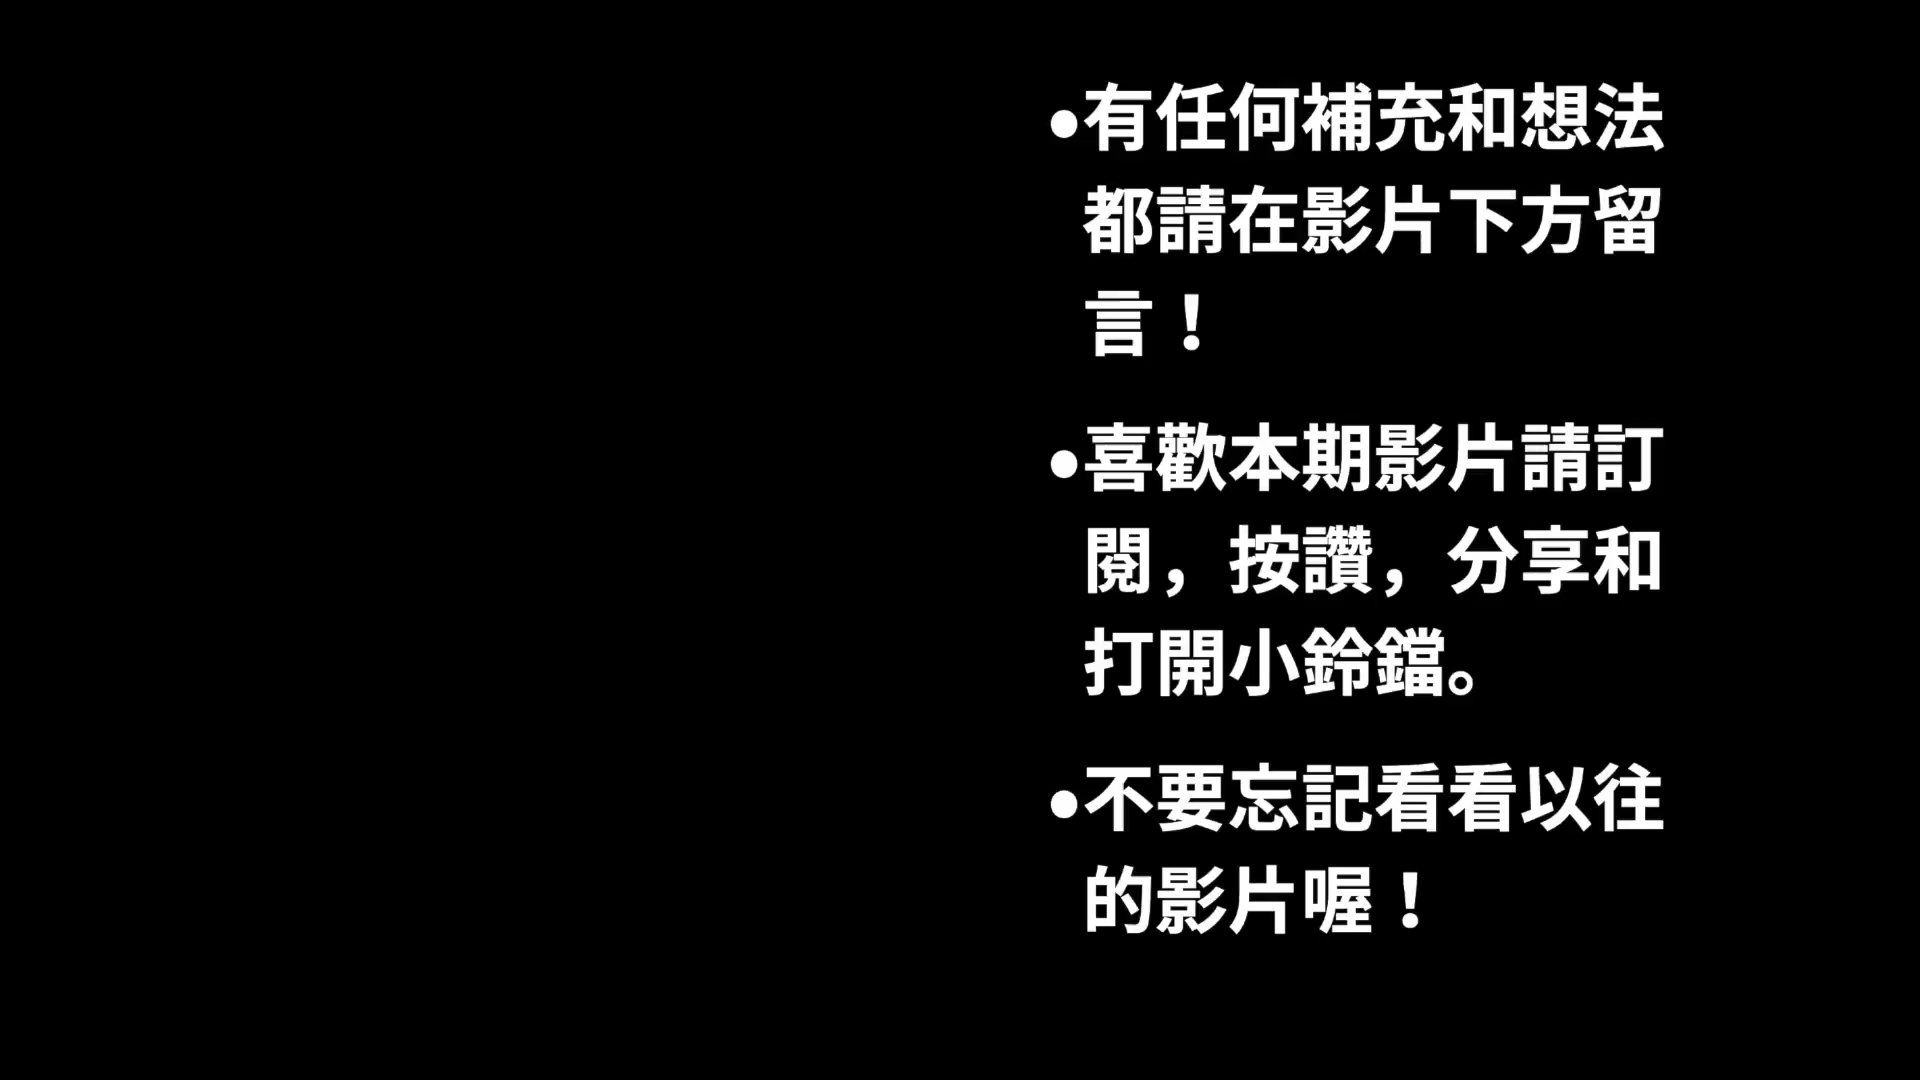 •有任何補充和想法
都請在影片下方留
言！
•喜歡本期影片請訂
閱，按讚，分享和
打開小鈴鐺。
•不要忘記看看以往
的影片喔！